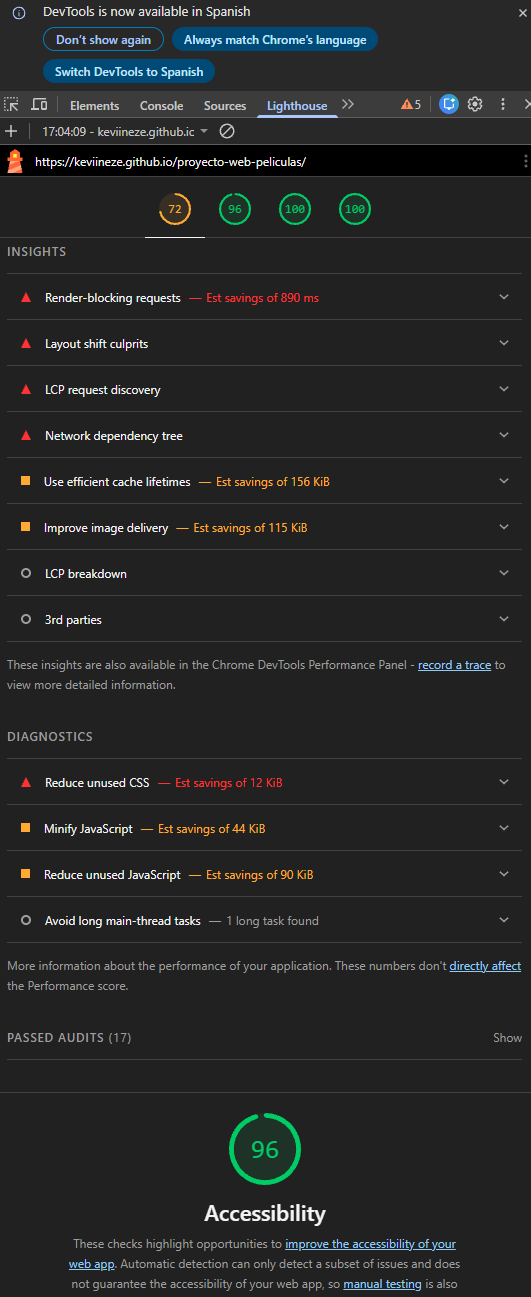 DevTools is now available in Spanish
Don't show again
Always match Chrome's language
Switch DevTools to Spanish
Elements
Console
Sources
Lighthouse
5
17:04:09 - keviineze.github.io
https://keviineze.github.io/proyecto-web-peliculas/
72
96
100
100
INSIGHTS
Render-blocking requests — Est savings of 890 ms
Layout shift culprits
LCP request discovery
Network dependency tree
Use efficient cache lifetimes — Est savings of 156 KiB
Improve image delivery — Est savings of 115 KiB
LCP breakdown
3rd parties
These insights are also available in the Chrome DevTools Performance Panel - record a trace to
view more detailed information.
DIAGNOSTICS
Reduce unused CSS — Est savings of 12 KiB
Minify JavaScript — Est savings of 44 KiB
Reduce unused JavaScript — Est savings of 90 KiB
Avoid long main-thread tasks — 1 long task found
More information about the performance of your application. These numbers don't directly affect
the Performance score.
PASSED AUDITS (17)
Show
96
Accessibility
These checks highlight opportunities to improve the accessibility of your
web app. Automatic detection can only detect a subset of issues and does
not guarantee the accessibility of your web app, so manual testing is also